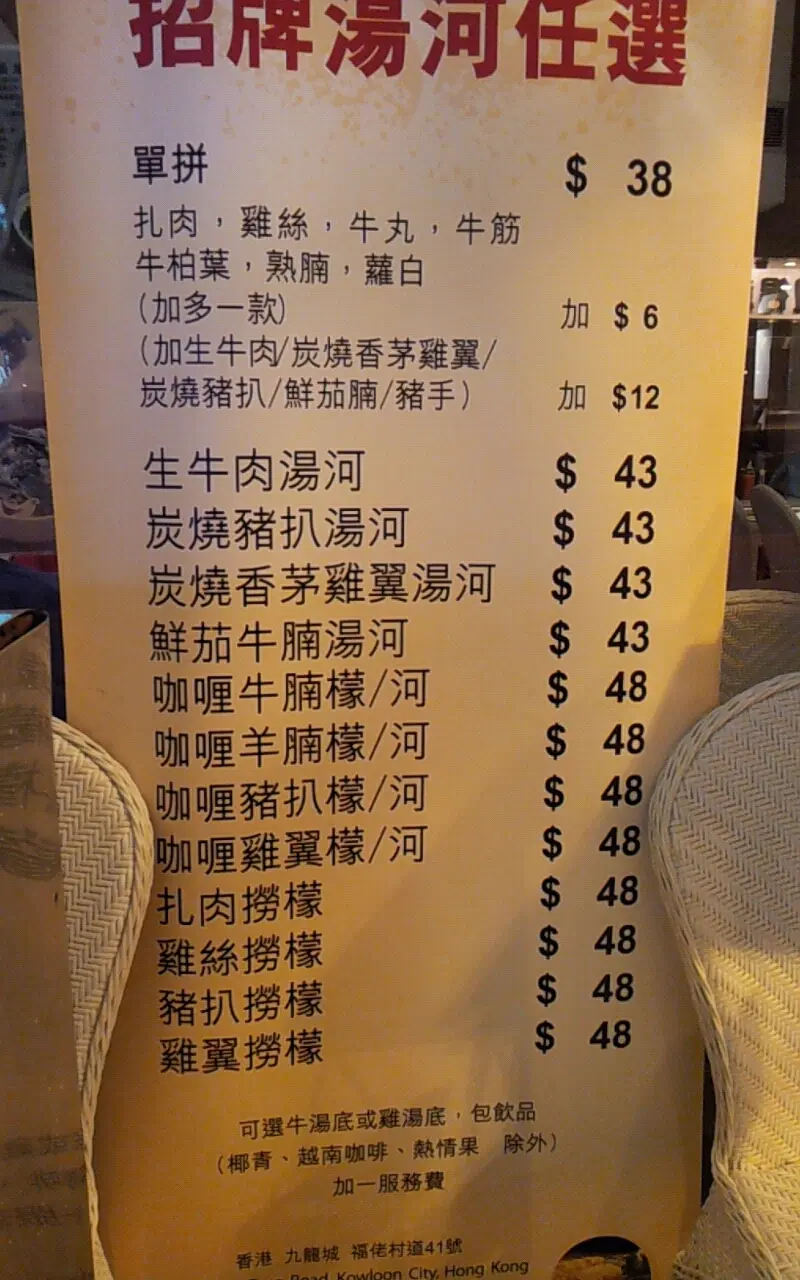 招牌湯河任選
單拼 $ 38
扎肉，雞絲，牛丸，牛筋
牛柏葉，熟腩，蘿白
(加多一款) 加 $ 6
(加生牛肉/炭燒香茅雞翼/
炭燒豬扒/鮮茄腩/豬手) 加 $12
生牛肉湯河 $ 43
炭燒豬扒湯河 $ 43
炭燒香茅雞翼湯河 $ 43
鮮茄牛腩湯河 $ 43
咖喱牛腩檬/河 $ 48
咖喱羊腩檬/河 $ 48
咖喱豬扒檬/河 $ 48
咖喱雞翼檬/河 $ 48
扎肉撈檬 $ 48
雞絲撈檬 $ 48
豬扒撈檬 $ 48
雞翼撈檬 $ 48
可選牛湯底或雞湯底，包飲品
(椰青、越南咖啡、熱情果 除外)
加一服務費
香港 九龍城 福佬村道41號
Road, Kowloon City, Hong Kong